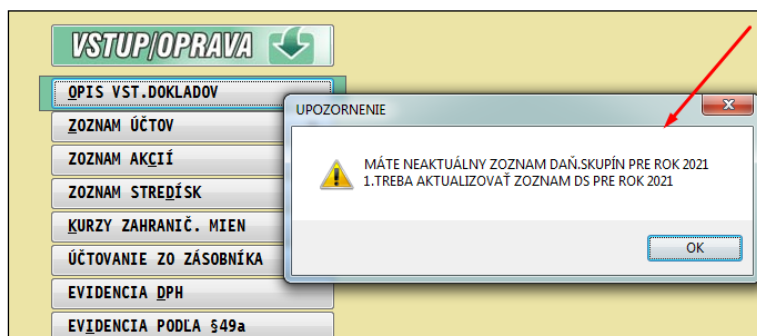 VSTUP/OPRAVA
OPIS VST.DOKLADOV
ZOZNAM ÚČTOV
ZOZNAM AKCIÍ
ZOZNAM STREDÍSK
KURZY ZAHRANIČ. MIEN
ÚČTOVANIE ZO ZÁSOBNÍKA
EVIDENCIA DPH
EVIDENCIA PODĽA §49a
UPOZORNENIE
MÁTE NEAKTUÁLNY ZOZNAM DAŇ.SKUPÍN PRE ROK 2021
1.TREBA AKTUALIZOVAŤ ZOZNAM DS PRE ROK 2021
OK